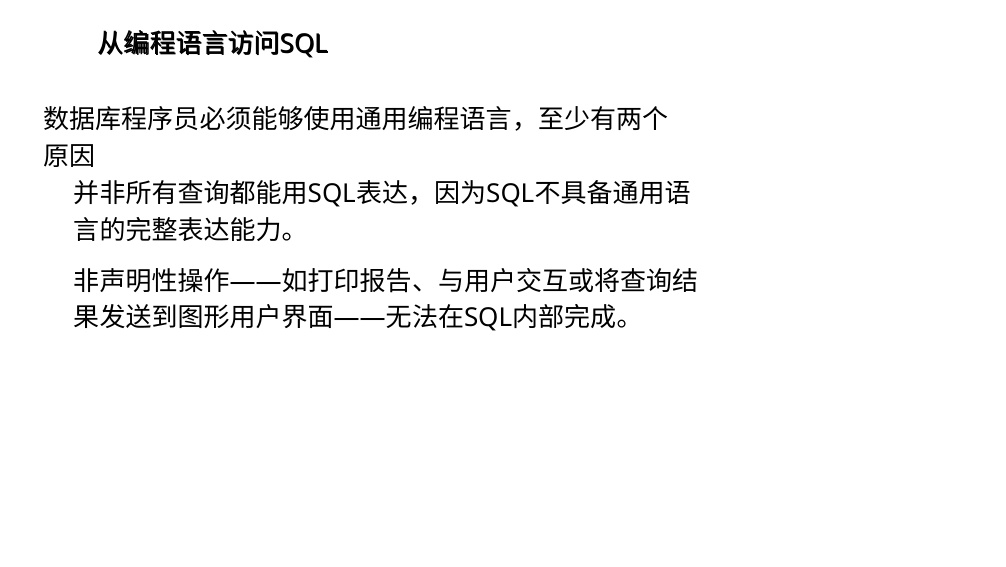 从编程语言访问SQL
数据库程序员必须能够使用通用编程语言，至少有两个
原因
并非所有查询都能用SQL表达，因为SQL不具备通用语
言的完整表达能力。
非声明性操作——如打印报告、与用户交互或将查询结
果发送到图形用户界面——无法在SQL内部完成。